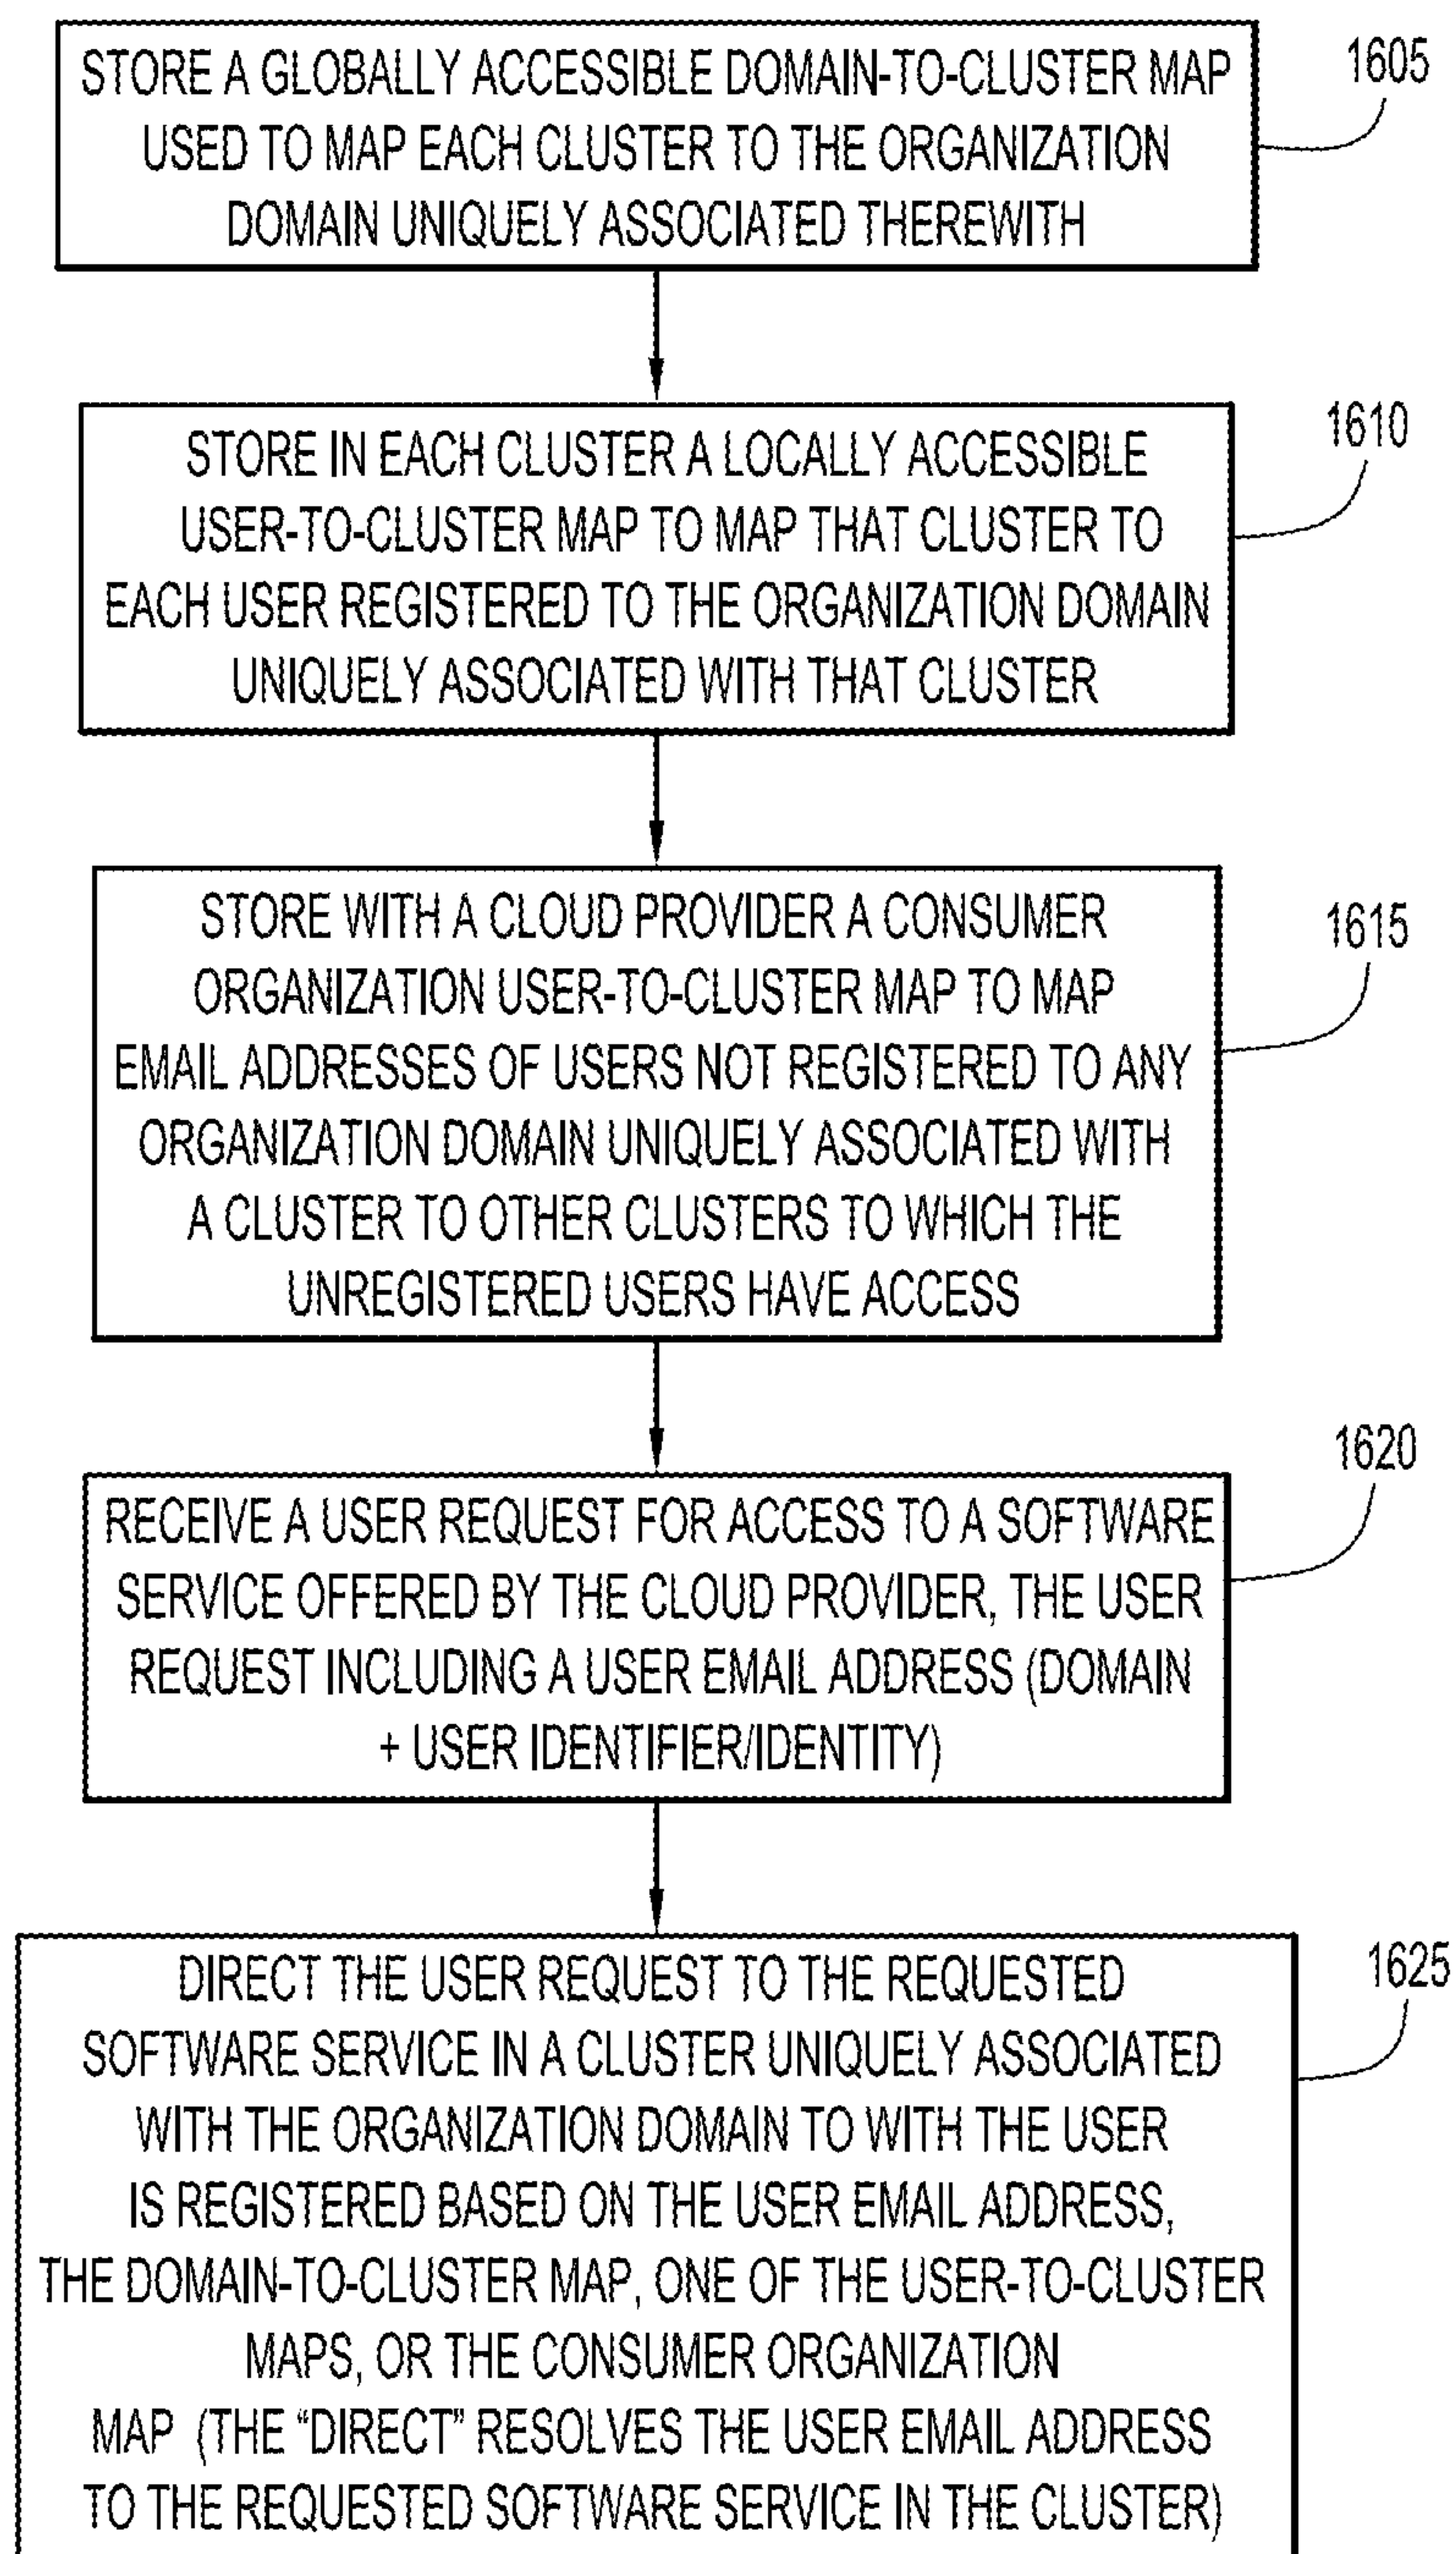 STORE A GLOBALLY ACCESSIBLE DOMAIN-TO-CLUSTER MAP
USED TO MAP EACH CLUSTER TO THE ORGANIZATION
DOMAIN UNIQUELY ASSOCIATED THEREWITH
1605
STORE IN EACH CLUSTER A LOCALLY ACCESSIBLE
USER-TO-CLUSTER MAP TO MAP THAT CLUSTER TO
EACH USER REGISTERED TO THE ORGANIZATION DOMAIN
UNIQUELY ASSOCIATED WITH THAT CLUSTER
1610
STORE WITH A CLOUD PROVIDER A CONSUMER
ORGANIZATION USER-TO-CLUSTER MAP TO MAP
EMAIL ADDRESSES OF USERS NOT REGISTERED TO ANY
ORGANIZATION DOMAIN UNIQUELY ASSOCIATED WITH
A CLUSTER TO OTHER CLUSTERS TO WHICH THE
UNREGISTERED USERS HAVE ACCESS
1615
RECEIVE A USER REQUEST FOR ACCESS TO A SOFTWARE
SERVICE OFFERED BY THE CLOUD PROVIDER, THE USER
REQUEST INCLUDING A USER EMAIL ADDRESS (DOMAIN
+ USER IDENTIFIER/IDENTITY)
1620
DIRECT THE USER REQUEST TO THE REQUESTED
SOFTWARE SERVICE IN A CLUSTER UNIQUELY ASSOCIATED
WITH THE ORGANIZATION DOMAIN TO WITH THE USER
IS REGISTERED BASED ON THE USER EMAIL ADDRESS,
THE DOMAIN-TO-CLUSTER MAP, ONE OF THE USER-TO-CLUSTER
MAPS, OR THE CONSUMER ORGANIZATION
MAP (THE “DIRECT” RESOLVES THE USER EMAIL ADDRESS
TO THE REQUESTED SOFTWARE SERVICE IN THE CLUSTER)
1625